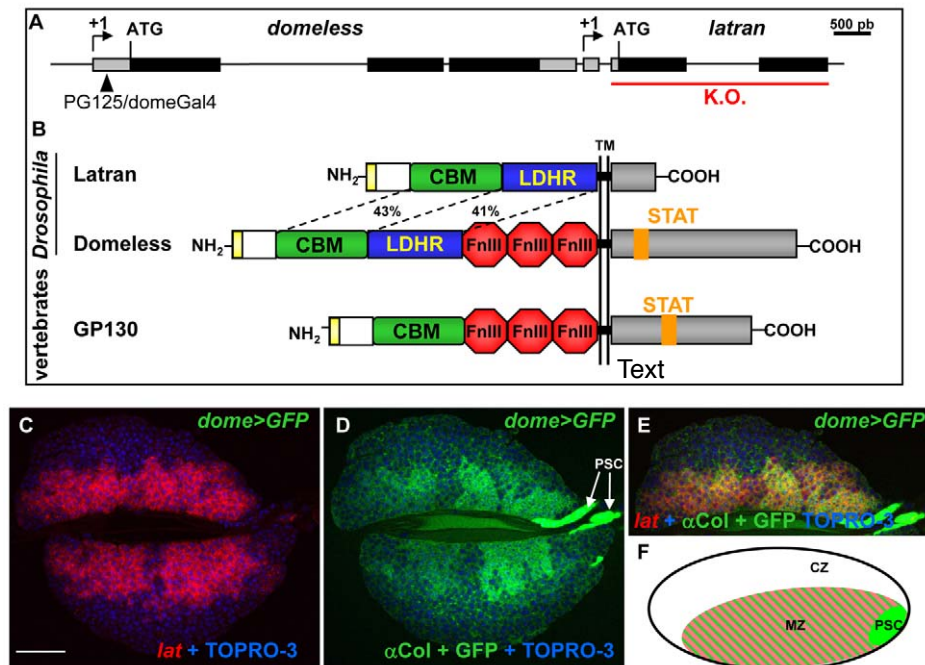 A
+1
ATG
domeless
+1
ATG
latran
500 pb
PG125/domeGal4
K.O.
B
TM
Drosophila
Latran
NH2
CBM
LDHR
COOH
43%
41%
STAT
Domeless
NH2
CBM
LDHR
FnIII
FnIII
FnIII
COOH
vertebrates
STAT
GP130
NH2
CBM
FnIII
FnIII
FnIII
COOH
Text
C
dome>GFP
lat + TOPRO-3
D
dome>GFP
PSC
αCol + GFP + TOPRO-3
E
dome>GFP
lat + αCol + GFP TOPRO-3
F
CZ
MZ
PSC